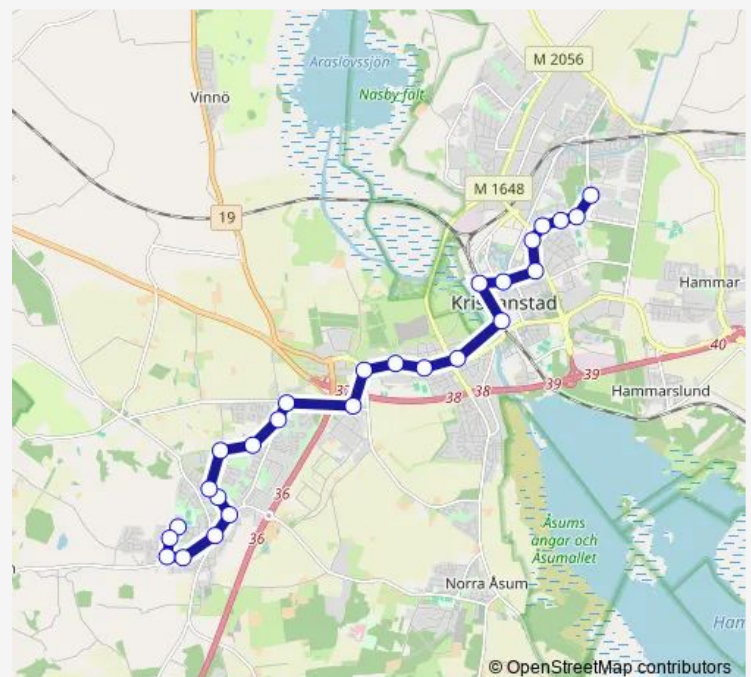 Araslovssjön
M 2056
Vinnö
Nasby fält
M 1648
19
Hammar
Kristianstad
40
39
39
38
38
Hammarslund
36
36
Åsums
ängar och
Åsumallet
Norra Åsum
Ham
© OpenStreetMap contributors